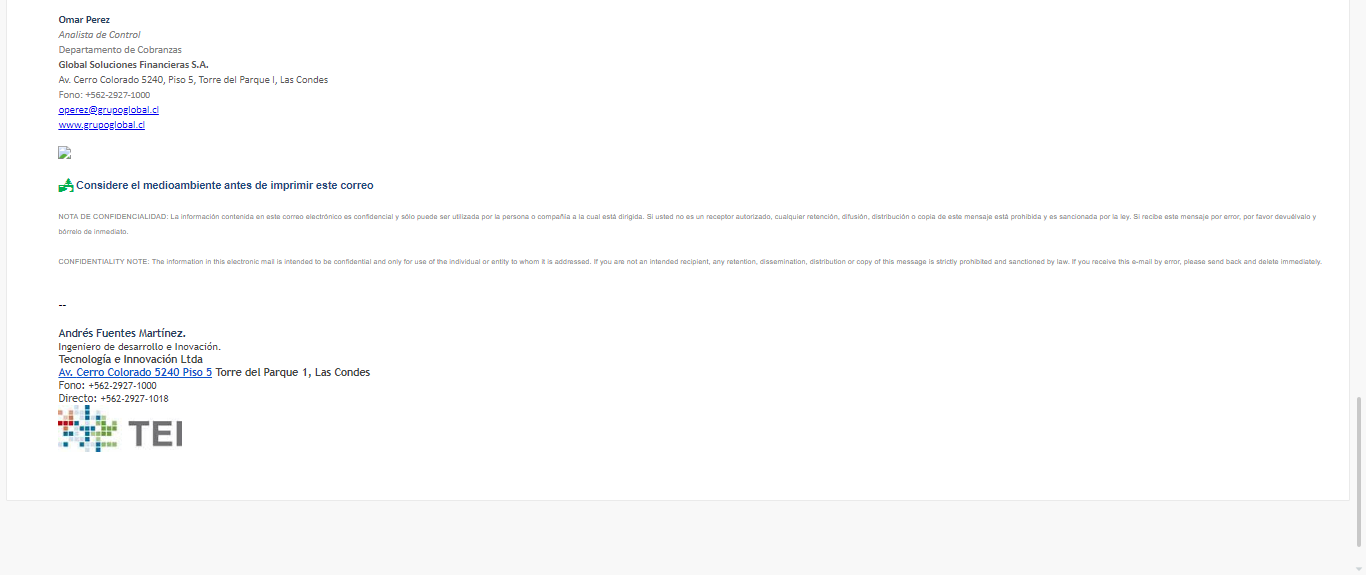 Omar Perez
Analista de Control
Departamento de Cobranzas
Global Soluciones Financieras S.A.
Av. Cerro Colorado 5240, Piso 5, Torre del Parque I, Las Condes
Fono: +562-2927-1000
operez@grupoglobal.cl
www.grupoglobal.cl
Considere el medioambiente antes de imprimir este correo
NOTA DE CONFIDENCIALIDAD: La información contenida en este correo electrónico es confidencial y sólo puede ser utilizada por la persona o compañía a la cual está dirigida. Si usted no es un receptor autorizado, cualquier retención, difusión, distribución o copia de este mensaje está prohibida y es sancionada por la ley. Si recibe este mensaje por error, por favor devuélvalo y
bórrelo de inmediato.
CONFIDENTIALITY NOTE: The information in this electronic mail is intended to be confidential and only for use of the individual or entity to whom it is addressed. If you are not an intended recipient, any retention, dissemination, distribution or copy of this message is strictly prohibited and sanctioned by law. If you receive this e-mail by error, please send back and delete immediately.
--
Andrés Fuentes Martínez.
Ingeniero de desarrollo e Inovación.
Tecnología e Innovación Ltda
Av. Cerro Colorado 5240 Piso 5 Torre del Parque 1, Las Condes
Fono: +562-2927-1000
Directo: +562-2927-1018
TEI